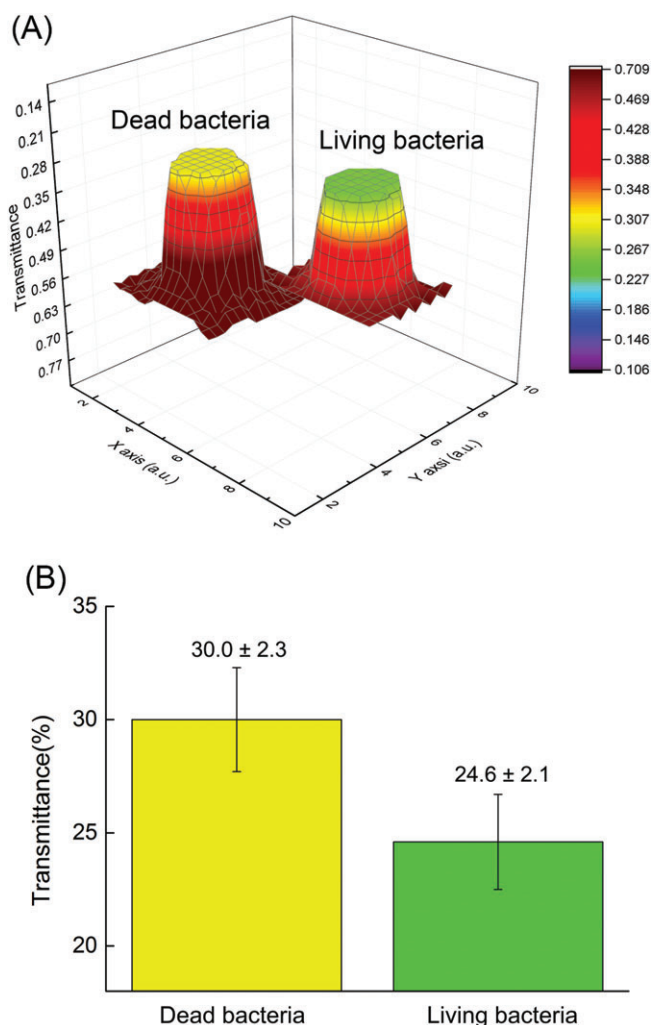 (A)
Dead bacteria
Living bacteria
Transmittance
0.14
0.21
0.28
0.35
0.42
0.49
0.56
0.63
0.70
0.77
2
4
6
8
10
X axis (a.u.)
2
4
6
8
10
Y axsi (a.u.)
0.709
0.469
0.428
0.388
0.348
0.307
0.267
0.227
0.186
0.146
0.106
(B)
Transmittance(%)
35
30
25
20
30.0 ± 2.3
24.6 ± 2.1
Dead bacteria
Living bacteria